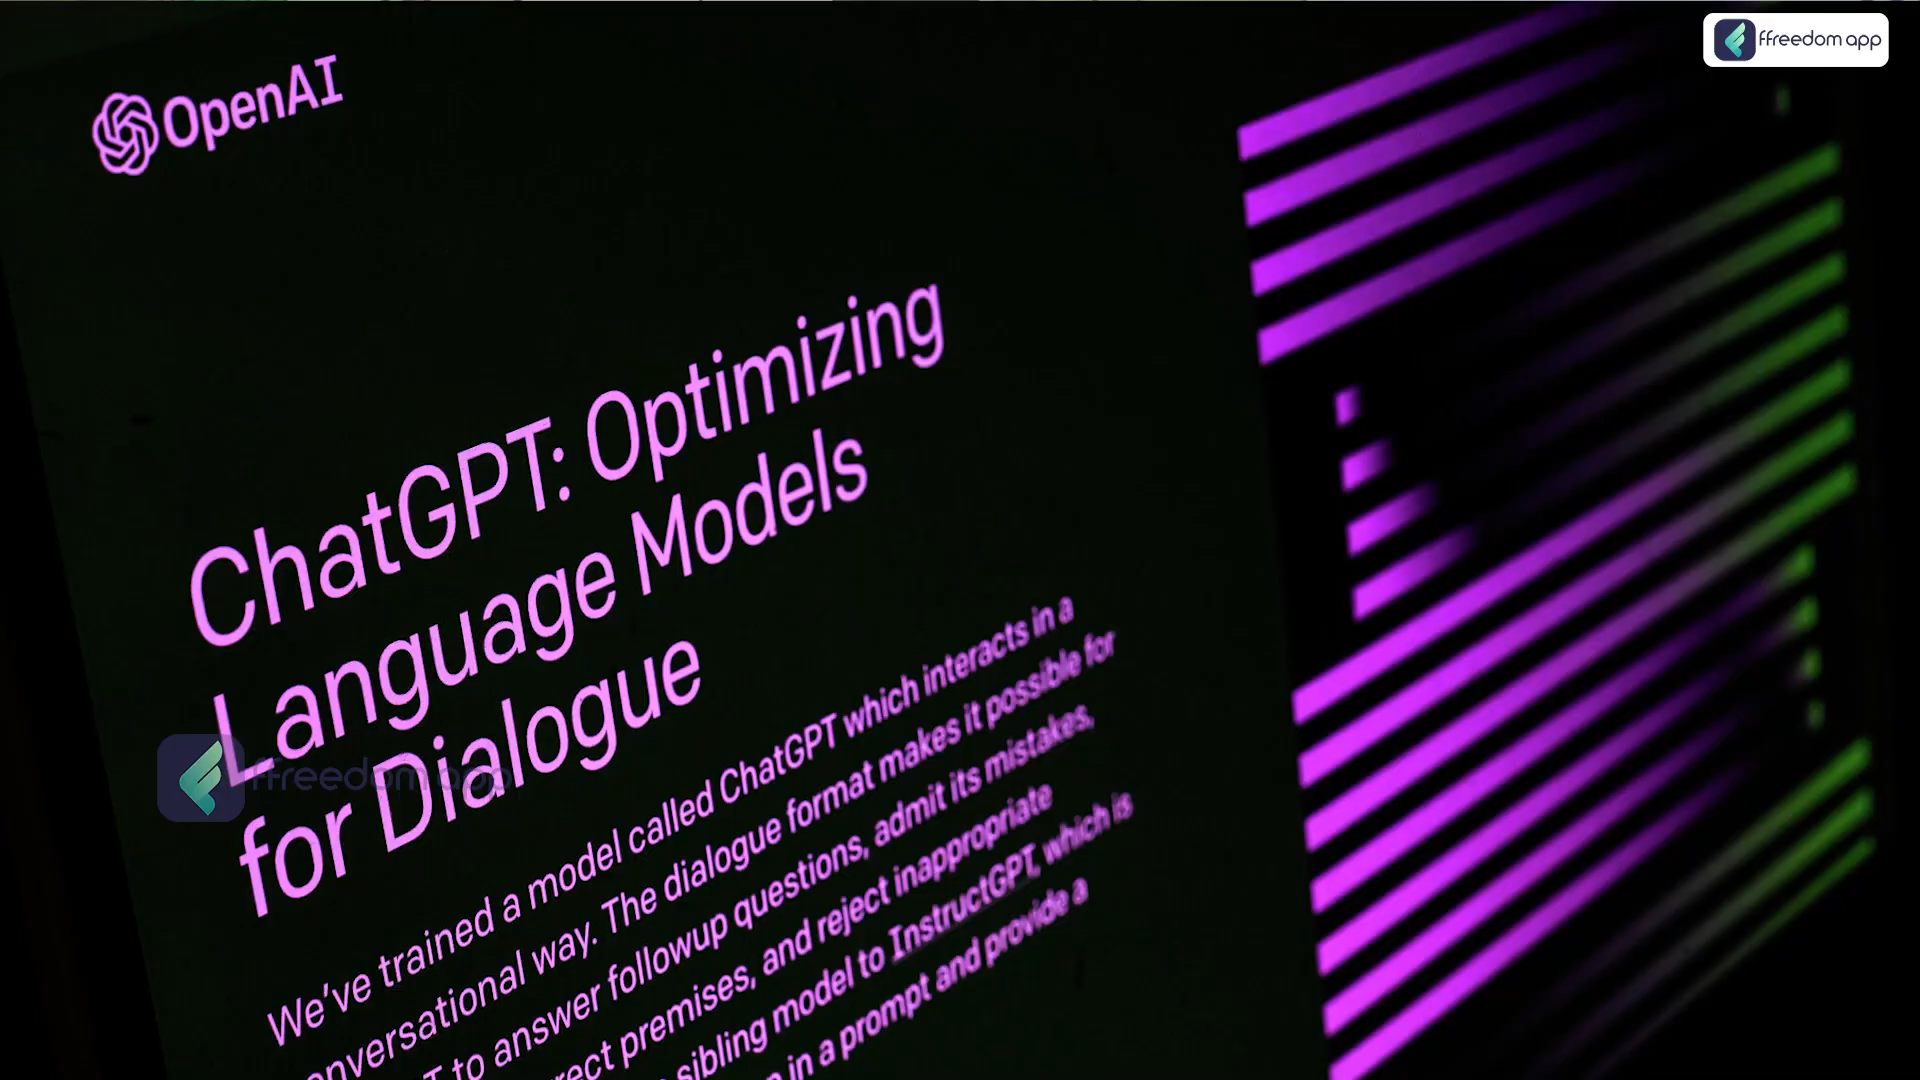 ffreedom app
OpenAI
ChatGPT: Optimizing
Language Models
for Dialogue
ffreedom app
We've trained a model called ChatGPT which interacts in a
onversational way. The dialogue format makes it possible for
T to answer followup questions, admit its mistakes,
rect premises, and reject inappropriate
sibling model to InstructGPT, which is
in a prompt and provide a